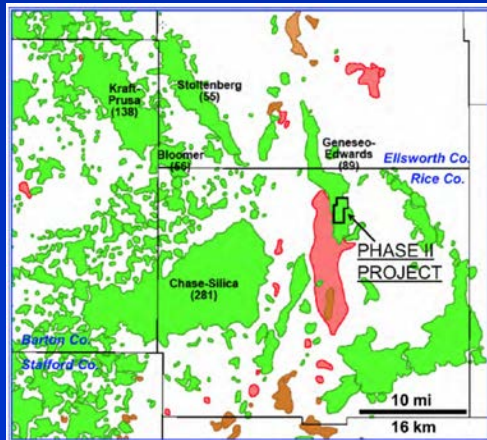 Kraft-
Prusa
(138)
Stoltenberg
(55)
Bloomer
(55)
Geneseo-
Edwards
(89)
Ellsworth Co.
Rice Co.
PHASE II
PROJECT
Chase-Silica
(281)
Barton Co.
Stafford Co.
10 mi
16 km